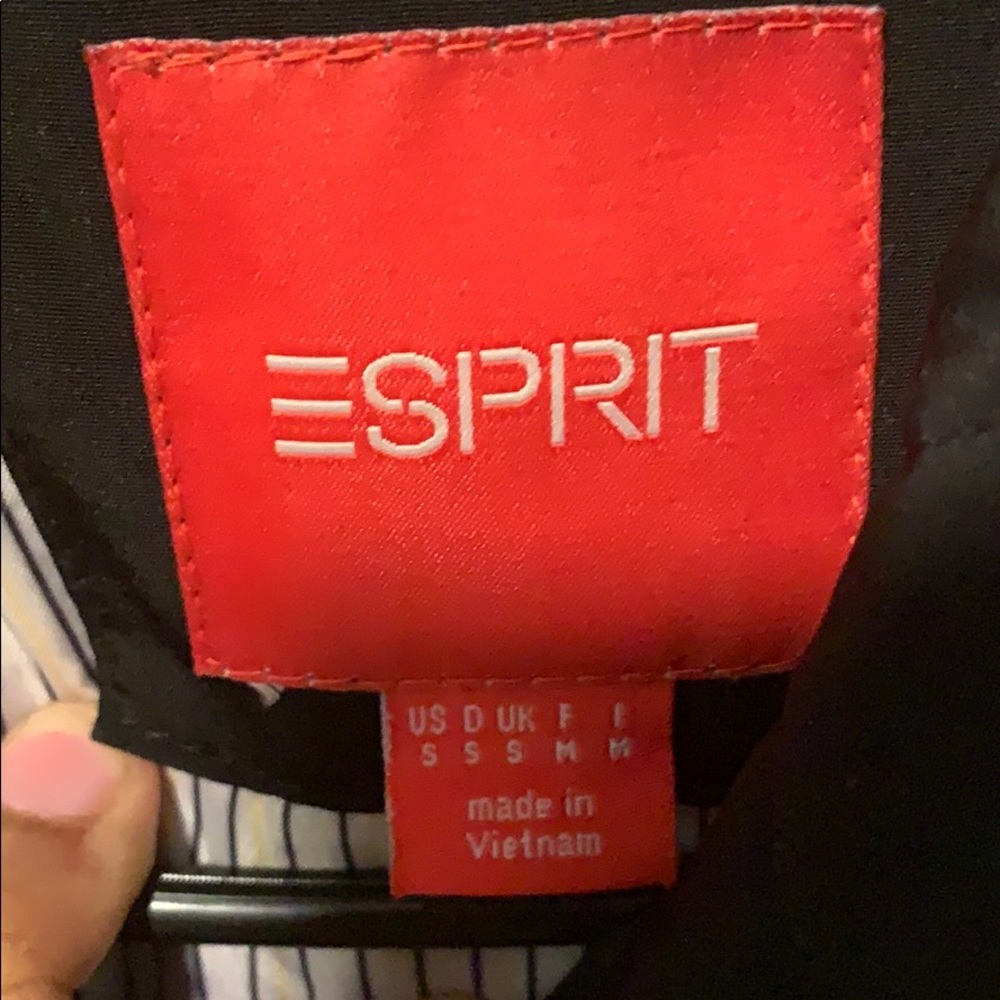 ESPRIT
US D UK F I
S S S M M
made in
Vietnam